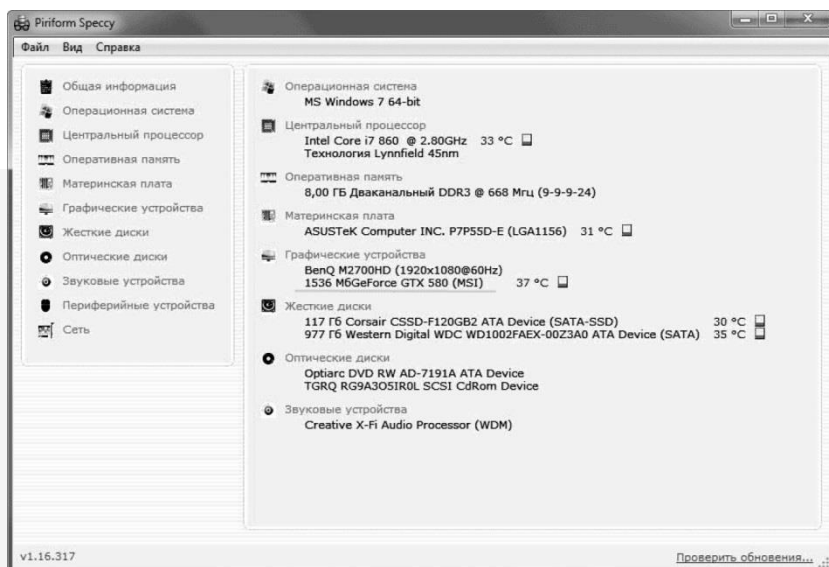 Piriform Speccy
Файл Вид Справка
Общая информация
Операционная система
Центральный процессор
Оперативная память
Материнская плата
Графические устройства
Жесткие диски
Оптические диски
Звуковые устройства
Периферийные устройства
Сеть
Операционная система
MS Windows 7 64-bit
Центральный процессор
Intel Core i7 860 @ 2.80GHz 33 °C
Технология Lynnfield 45nm
Оперативная память
8,00 ГБ Дваканальный DDR3 @ 668 Мгц (9-9-9-24)
Материнская плата
ASUSTeK Computer INC. P7P55D-E (LGA1156) 31 °C
Графические устройства
BenQ M2700HD (1920x1080@60Hz)
1536 МбGeForce GTX 580 (MSI) 37 °C
Жесткие диски
117 Гб Corsair CSSD-F120GB2 ATA Device (SATA-SSD) 30 °C
977 Гб Western Digital WDC WD1002FAEX-00Z3A0 ATA Device (SATA) 35 °C
Оптические диски
Optiarc DVD RW AD-7191A ATA Device
TGRQ RG9A3O5IR0L SCSI CdRom Device
Звуковые устройства
Creative X-Fi Audio Processor (WDM)
v1.16.317
Проверить обновения...